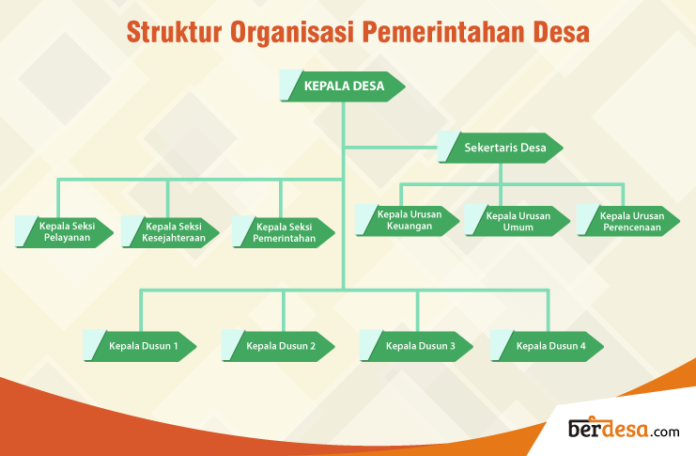 Struktur Organisasi Pemerintahan Desa
KEPALA DESA
Sekertaris Desa
Kepala Seksi
Pelayanan
Kepala Seksi
Kesejahteraan
Kepala Seksi
Pemerintahan
Kepala Urusan
Keuangan
Kepala Urusan
Umum
Kepala Urusan
Perencenaan
Kepala Dusun 1
Kepala Dusun 2
Kepala Dusun 3
Kepala Dusun 4
berdesa.com